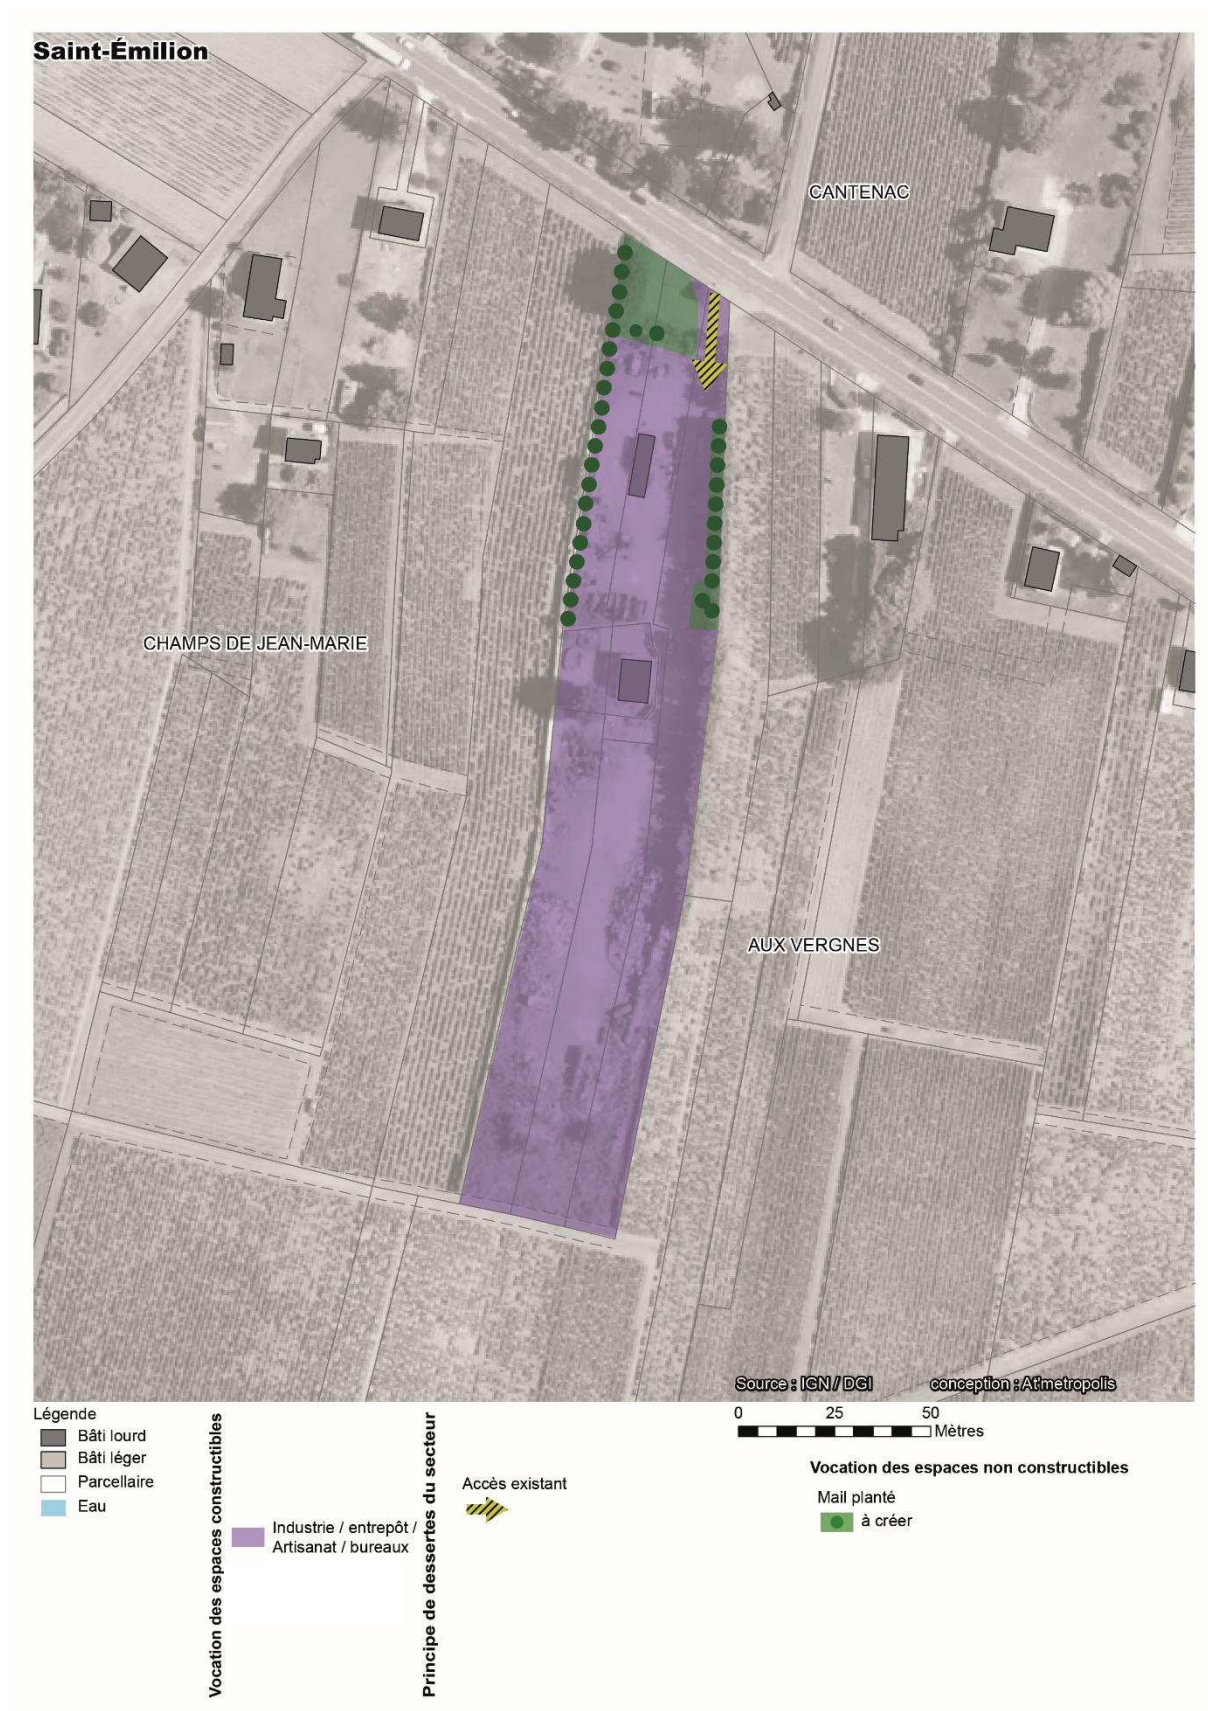 Saint-Émilion
CANTENAC
CHAMPS DE JEAN-MARIE
AUX VERGNES
Source : IGN / DGI conception : At'metropolis
Légende
Bâti lourd
Bâti léger
Parcellaire
Eau
Vocation des espaces constructibles
Industrie / entrepôt /
Artisanat / bureaux
Principe de dessertes du secteur
Accès existant
0 25 50
Mètres
Vocation des espaces non constructibles
Mail planté
à créer